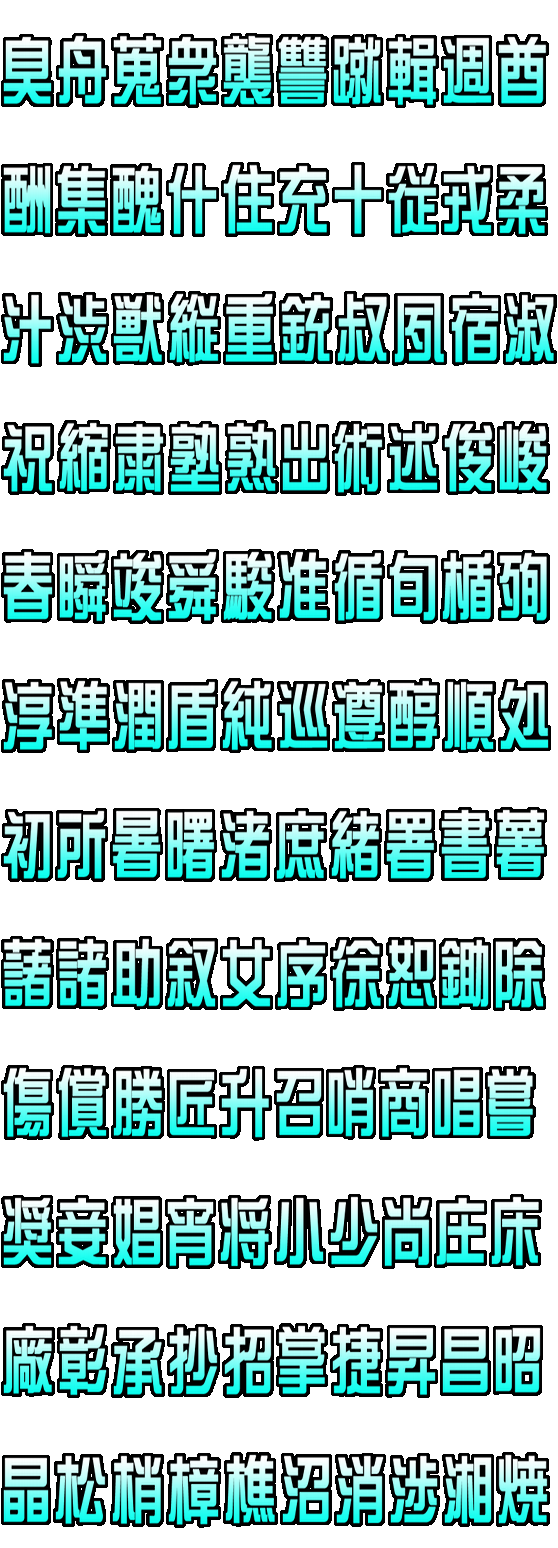 臭舟蒐衆襲讐蹴輯週酋
酬集醜什住充十従戎柔
汁渋獣縦重銃叔夙宿淑
祝縮粛塾熟出術述俊峻
春瞬竣舜駿准循旬楯殉
淳準潤盾純巡遵醇順処
初所暑曙渚庶緒署書薯
藷諸助叙女序徐恕鋤除
傷償勝匠升召哨商唱嘗
奨妾娼宵将小少尚庄床
廠彰承抄招掌捷昇昌昭
晶松梢樟樵沼消渉湘焼